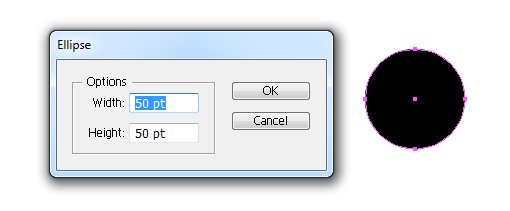 Ellipse
Options
Width: 50 pt
Height: 50 pt
OK
Cancel